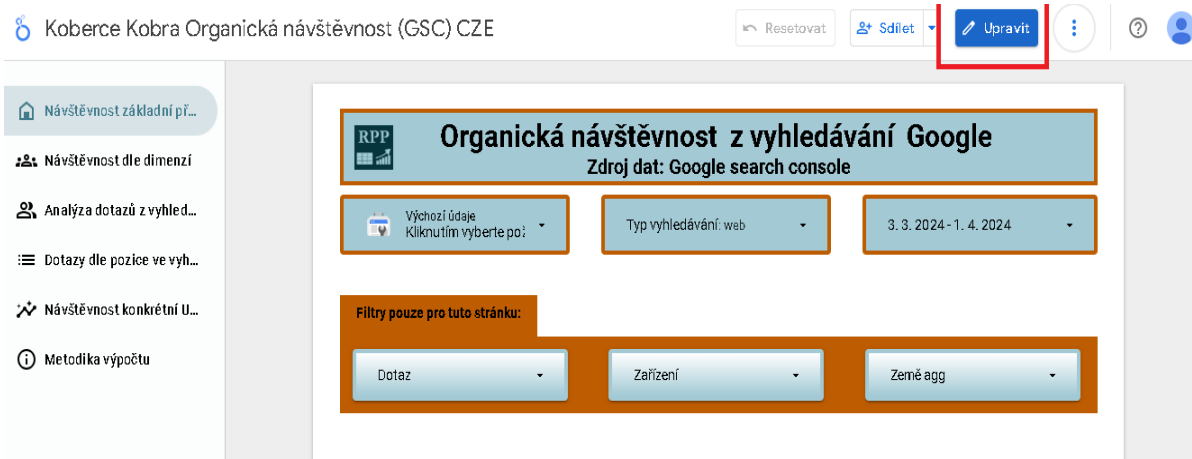 Koberce Kobra Organická návštěvnost (GSC) CZE
Resetovat
Sdílet
Upravit
Návštěvnost základní př...
Návštěvnost dle dimenzí
Analýza dotazů z vyhled...
Dotazy dle pozice ve vyh...
Návštěvnost konkrétní U...
Metodika výpočtu
RPP
Organická návštěvnost z vyhledávání Google
Zdroj dat: Google search console
Výchozí údaje
Kliknutím vyberte pož
Typ vyhledávání: web
3. 3. 2024 - 1. 4. 2024
Filtry pouze pro tuto stránku:
Dotaz
Zařízení
Země agg